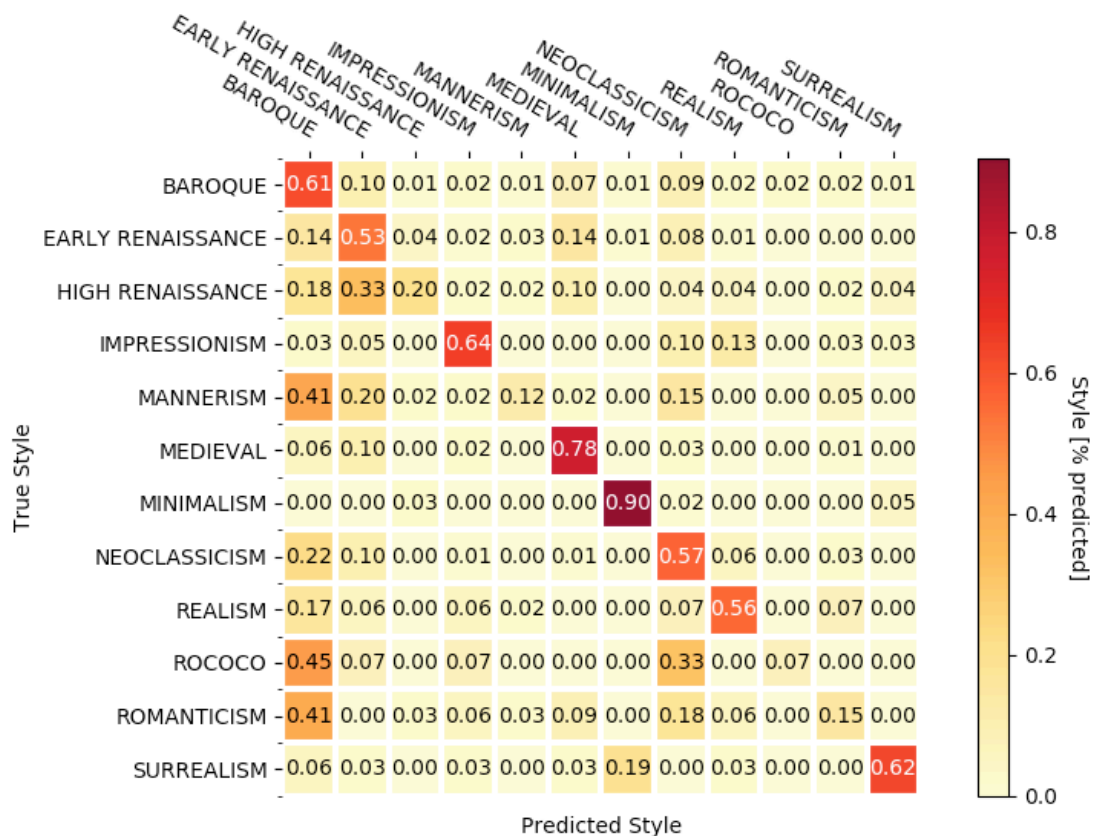 BAROQUE
EARLY RENAISSANCE
HIGH RENAISSANCE
IMPRESSIONISM
MANNERISM
MEDIEVAL
MINIMALISM
NEOCLASSICISM
REALISM
ROCOCO
ROMANTICISM
SURREALISM
BAROQUE 0.61 0.10 0.01 0.02 0.01 0.07 0.01 0.09 0.02 0.02 0.02 0.01
EARLY RENAISSANCE 0.14 0.53 0.04 0.02 0.03 0.14 0.01 0.08 0.01 0.00 0.00 0.00
HIGH RENAISSANCE 0.18 0.33 0.20 0.02 0.02 0.10 0.00 0.04 0.04 0.00 0.02 0.04
IMPRESSIONISM 0.03 0.05 0.00 0.64 0.00 0.00 0.00 0.10 0.13 0.00 0.03 0.03
MANNERISM 0.41 0.20 0.02 0.02 0.12 0.02 0.00 0.15 0.00 0.00 0.05 0.00
MEDIEVAL 0.06 0.10 0.00 0.02 0.00 0.78 0.00 0.03 0.00 0.00 0.01 0.00
MINIMALISM 0.00 0.00 0.03 0.00 0.00 0.00 0.90 0.02 0.00 0.00 0.00 0.05
NEOCLASSICISM 0.22 0.10 0.00 0.01 0.00 0.01 0.00 0.57 0.06 0.00 0.03 0.00
REALISM 0.17 0.06 0.00 0.06 0.02 0.00 0.00 0.07 0.56 0.00 0.07 0.00
ROCOCO 0.45 0.07 0.00 0.07 0.00 0.00 0.00 0.33 0.00 0.07 0.00 0.00
ROMANTICISM 0.41 0.00 0.03 0.06 0.03 0.09 0.00 0.18 0.06 0.00 0.15 0.00
SURREALISM 0.06 0.03 0.00 0.03 0.00 0.03 0.19 0.00 0.03 0.00 0.00 0.62
True Style
Predicted Style
0.8
0.6
0.4
0.2
0.0
Style [% predicted]